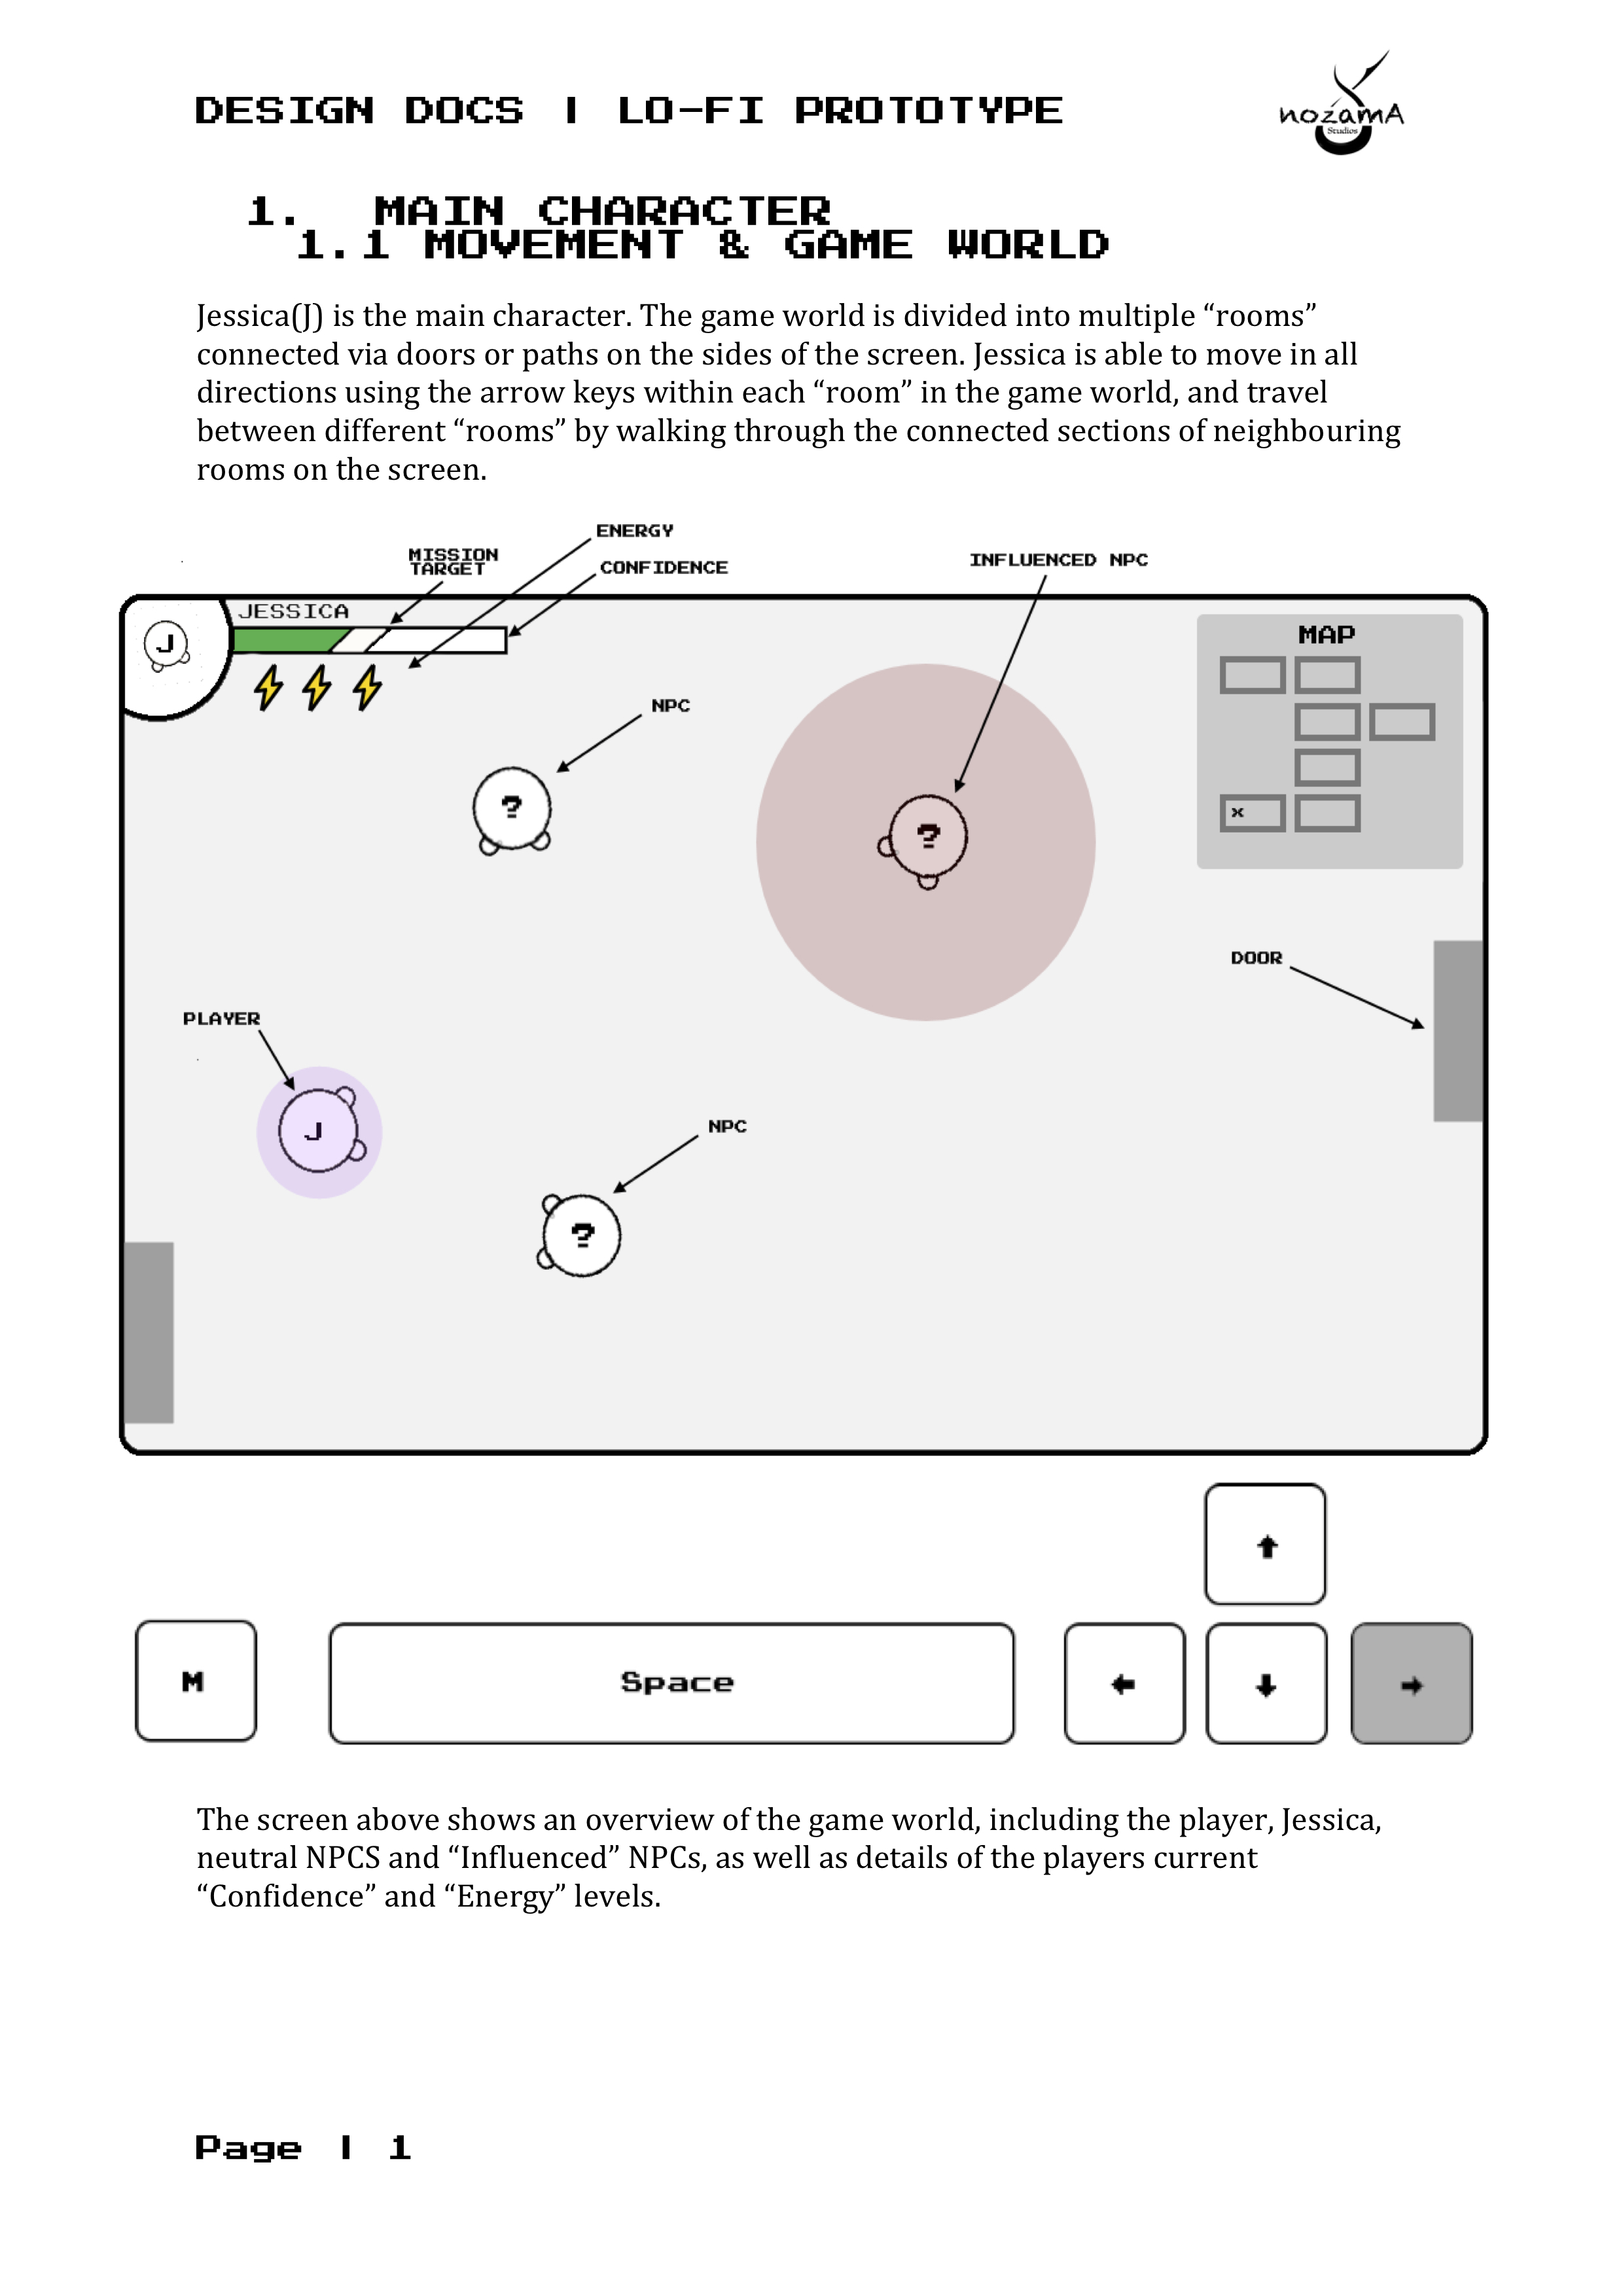 DESIGN DOCS | LO-FI PROTOTYPE
nozamA
Studios
1. MAIN CHARACTER
1.1 MOVEMENT & GAME WORLD
Jessica(J) is the main character. The game world is divided into multiple “rooms”
connected via doors or paths on the sides of the screen. Jessica is able to move in all
directions using the arrow keys within each “room” in the game world, and travel
between different “rooms” by walking through the connected sections of neighbouring
rooms on the screen.
ENERGY
MISSION
TARGET
CONFIDENCE
INFLUENCED NPC
JESSICA
J
MAP
x
NPC
?
?
DOOR
PLAYER
J
NPC
?
M
Space
The screen above shows an overview of the game world, including the player, Jessica,
neutral NPCS and “Influenced” NPCs, as well as details of the players current
“Confidence” and “Energy” levels.
Page | 1